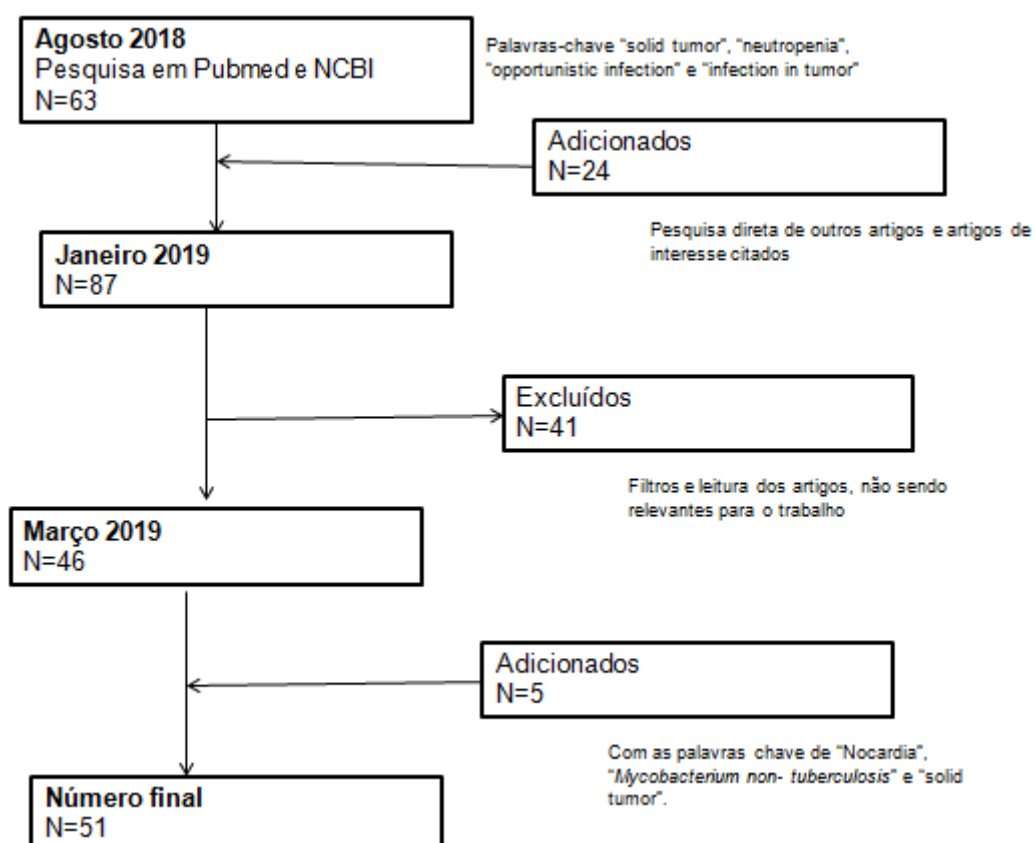 Agosto 2018
Pesquisa em Pubmed e NCBI
N=63
Palavras-chave “solid tumor”, “neutropenia”,
“opportunistic infection” e “infection in tumor”
Adicionados
N=24
Pesquisa direta de outros artigos e artigos de
interesse citados
Janeiro 2019
N=87
Excluídos
N=41
Filtros e leitura dos artigos, não sendo
relevantes para o trabalho
Março 2019
N=46
Adicionados
N=5
Com as palavras chave de “Nocardia”,
“Mycobacterium non- tuberculosis” e “solid
tumor”.
Número final
N=51